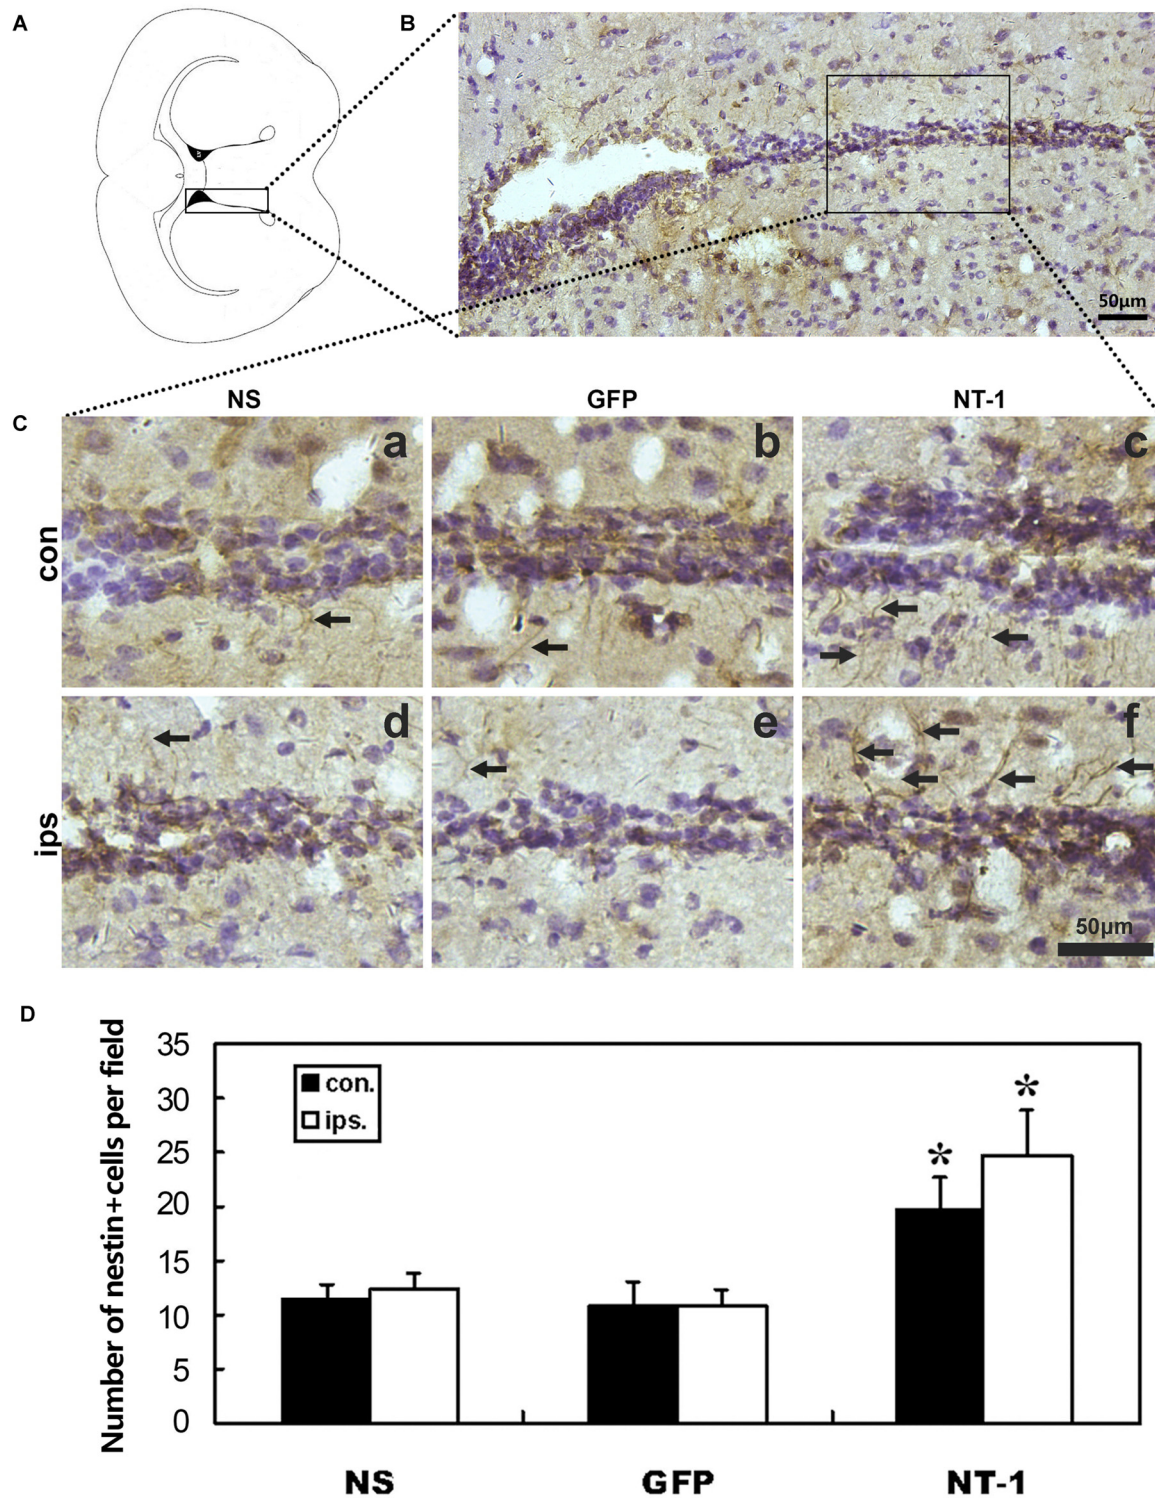 A
B
50μm
NS
GFP
NT-1
C
con
a
b
c
ips
d
e
f
50μm
D
Number of nestin+cells per field
35
30
25
20
15
10
5
0
con.
ips.
*
*
NS
GFP
NT-1